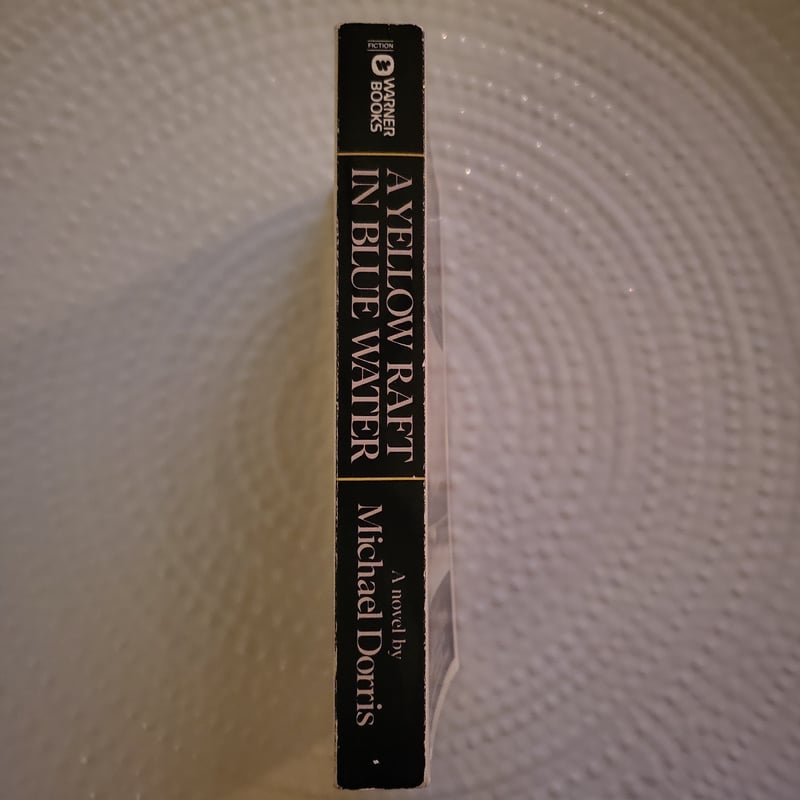 FICTION
WARNER
BOOKS
A YELLOW RAFT
IN BLUE WATER
A novel by
Michael Dorris